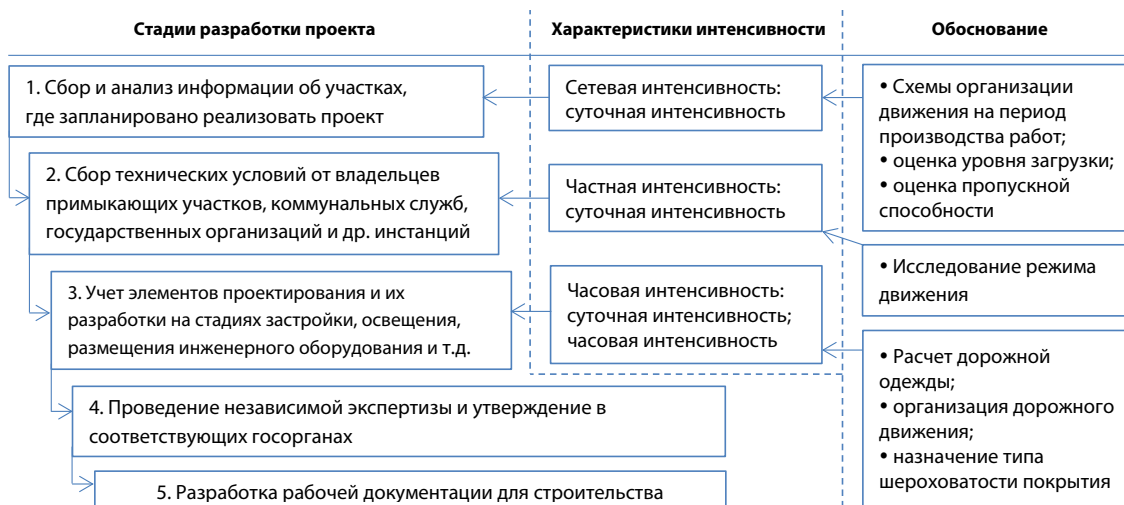 Стадии разработки проекта
Характеристики интенсивности
Обоснование
1. Сбор и анализ информации об участках,
где запланировано реализовать проект
2. Сбор технических условий от владельцев
примыкающих участков, коммунальных служб,
государственных организаций и др. инстанций
3. Учет элементов проектирования и их
разработки на стадиях застройки, освещения,
размещения инженерного оборудования и т.д.
4. Проведение независимой экспертизы и утверждение в
соответствующих госорганах
5. Разработка рабочей документации для строительства
Сетевая интенсивность:
суточная интенсивность
Частная интенсивность:
суточная интенсивность
Часовая интенсивность:
суточная интенсивность;
часовая интенсивность
• Схемы организации
движения на период
производства работ;
• оценка уровня загрузки;
• оценка пропускной
способности
• Исследование режима
движения
• Расчет дорожной
одежды;
• организация дорожного
движения;
• назначение типа
шероховатости покрытия